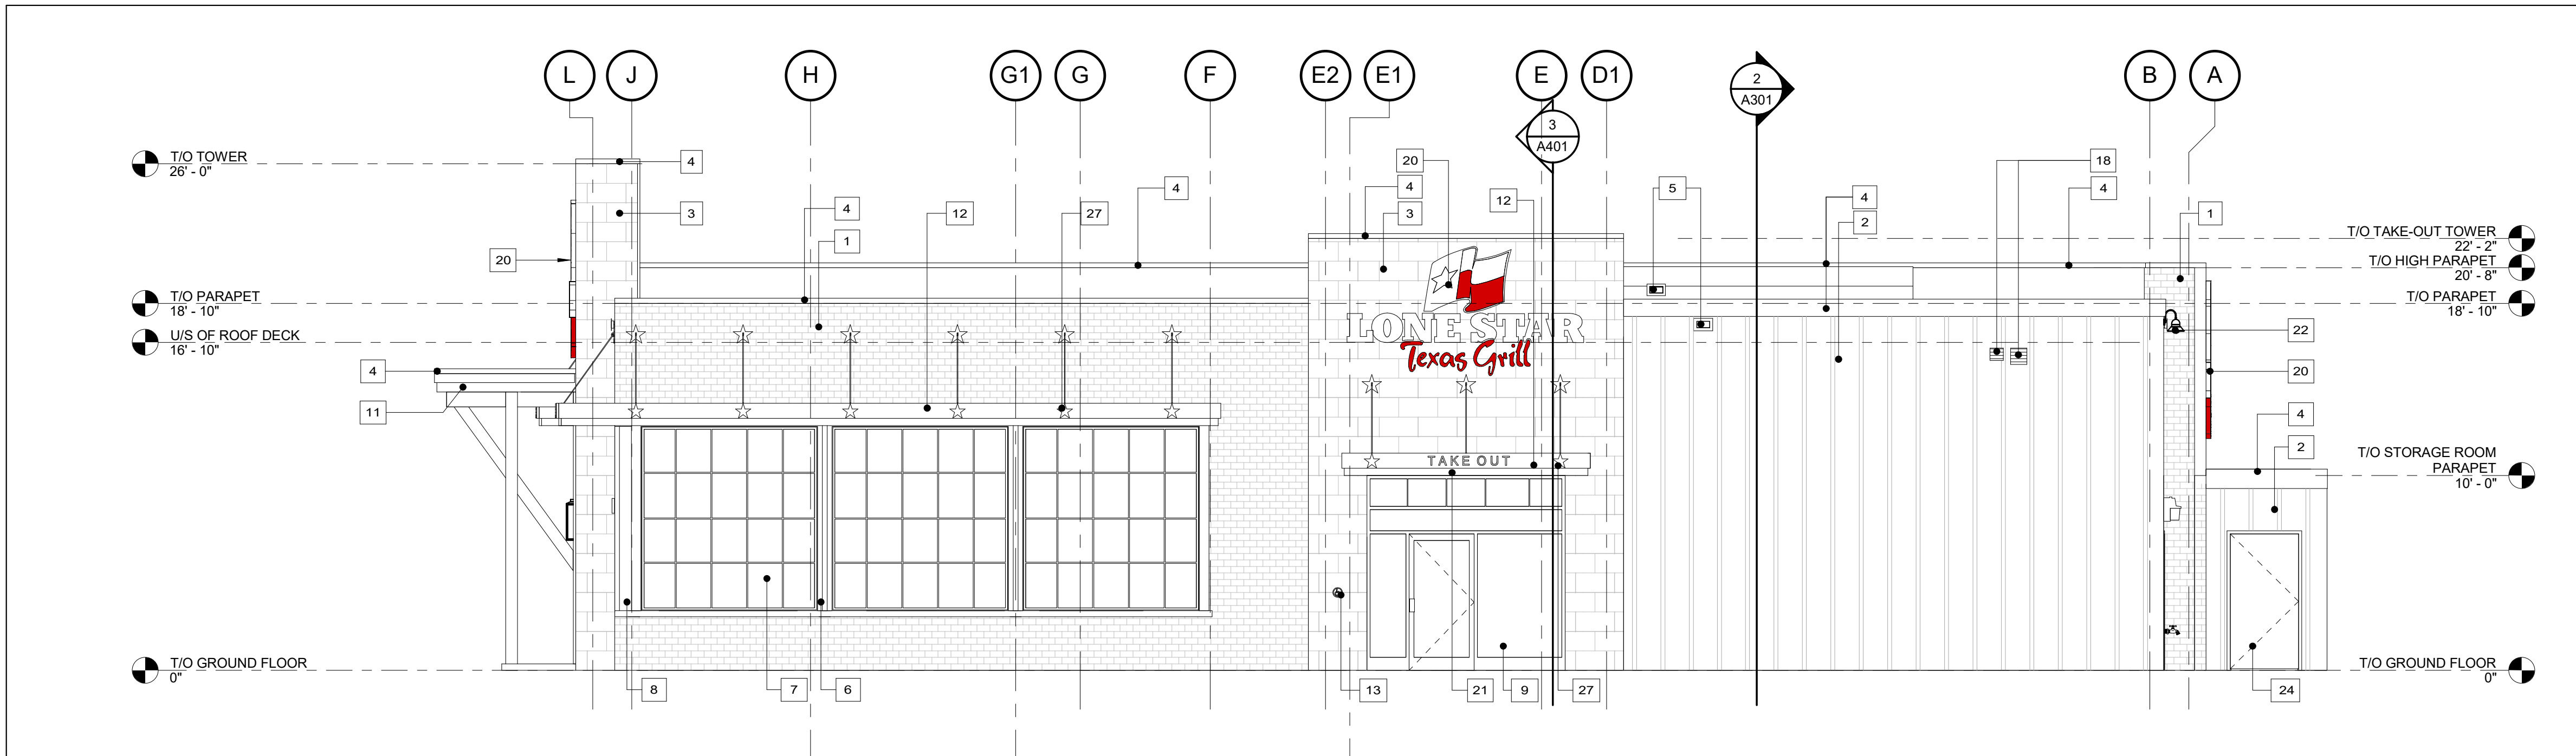 L
J
H
G1
G
F
E2
E1
E
D1
B
A
2
A301
3
A401
T/O TOWER
26' - 0"
T/O PARAPET
18' - 10"
U/S OF ROOF DECK
16' - 10"
T/O GROUND FLOOR
0"
4
3
20
4
11
4
1
12
27
4
20
4
3
12
5
4
2
18
4
1
22
20
4
2
LONE STAR
Texas Grill
TAKE OUT
8
7
6
13
21
9
27
24
T/O TAKE-OUT TOWER
22' - 2"
T/O HIGH PARAPET
20' - 8"
T/O PARAPET
18' - 10"
T/O STORAGE ROOM
PARAPET
10' - 0"
T/O GROUND FLOOR
0"